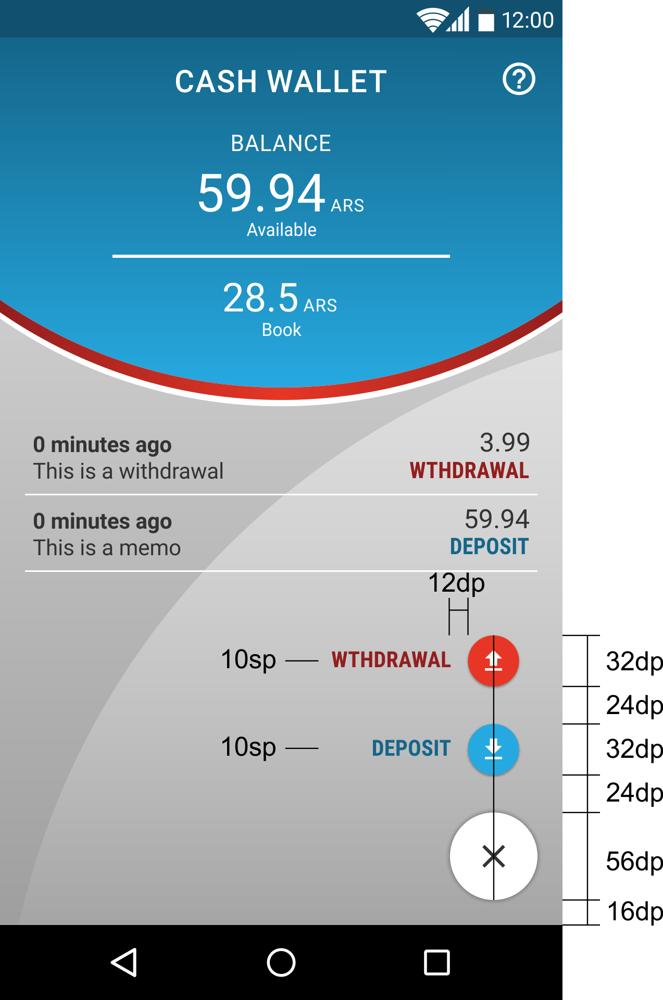 12:00
CASH WALLET
BALANCE
59.94 ARS
Available
28.5 ARS
Book
0 minutes ago
3.99
This is a withdrawal
WTHDRAWAL
0 minutes ago
59.94
This is a memo
DEPOSIT
12dp
10sp WTHDRAWAL 32dp
24dp
10sp DEPOSIT 32dp
24dp
56dp
16dp